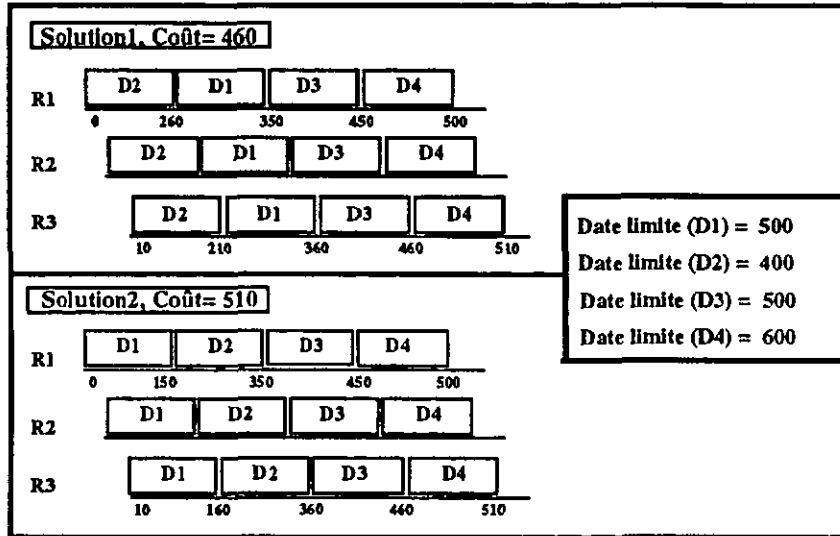 Solution1, Coût= 460
R1 D2 D1 D3 D4
0 260 350 450 500
R2 D2 D1 D3 D4
R3 D2 D1 D3 D4
10 210 360 460 510
Date limite (D1) = 500
Date limite (D2) = 400
Date limite (D3) = 500
Date limite (D4) = 600
Solution2, Coût= 510
R1 D1 D2 D3 D4
0 150 350 450 500
R2 D1 D2 D3 D4
R3 D1 D2 D3 D4
10 160 360 460 510